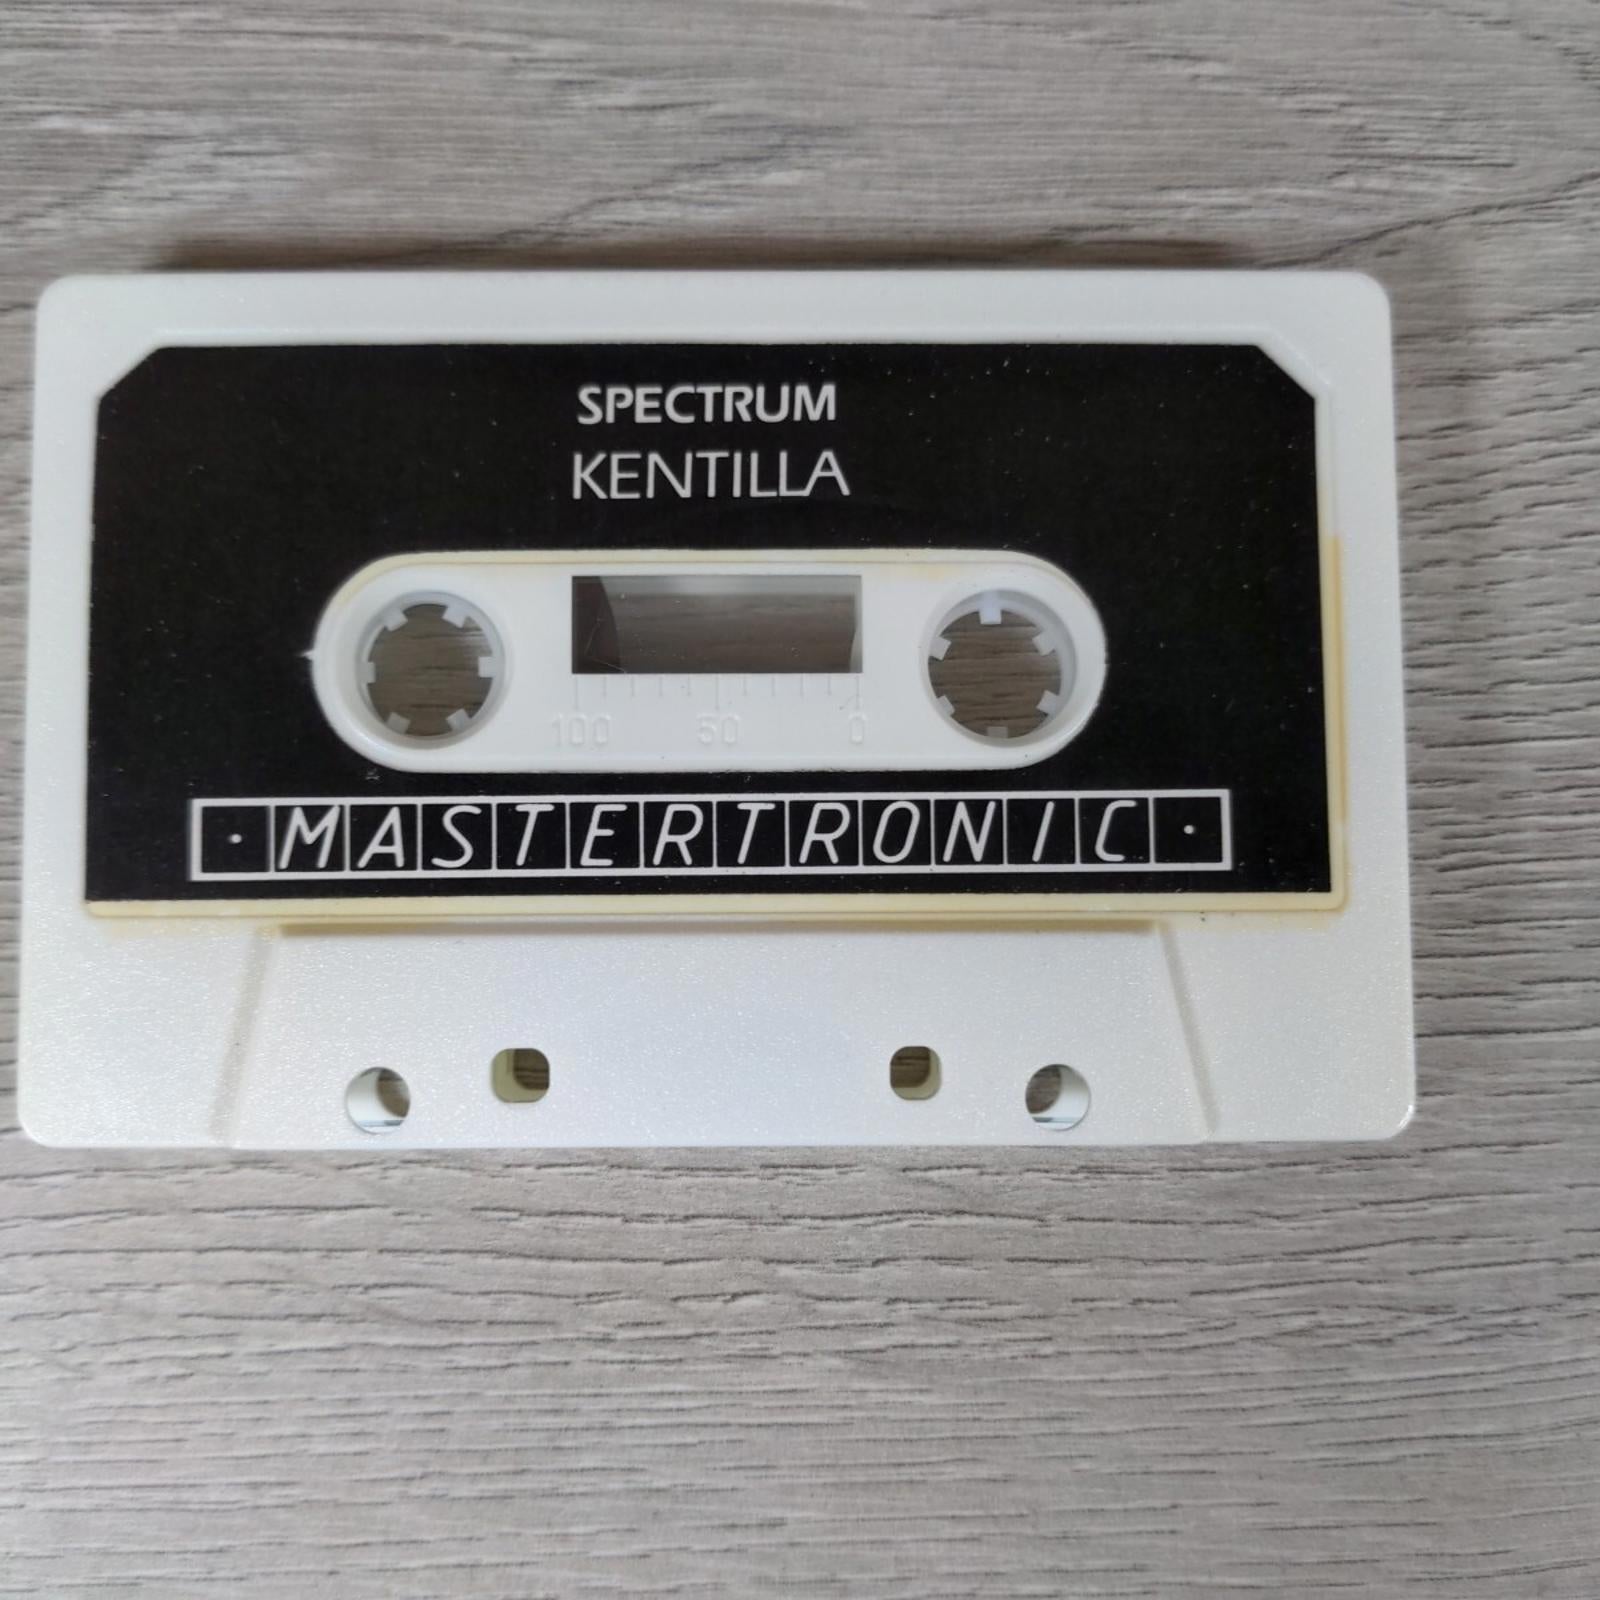 SPECTRUM
KENTILLA
100 50 0
·MASTERTRONIC·